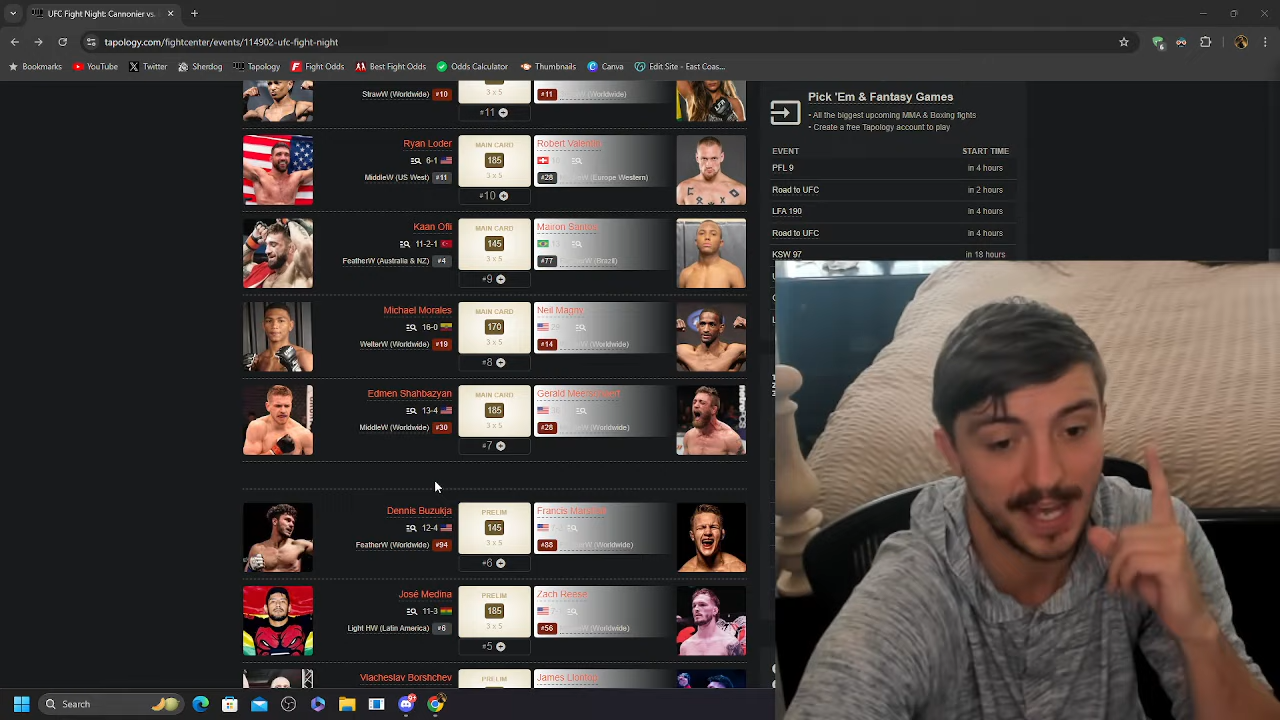 UFC Fight Night: Cannonier vs.
tapology.com/fightcenter/events/114902-ufc-fight-night
Bookmarks YouTube Twitter Sherdog Tapology Fight Odds Best Fight Odds Odds Calculator Thumbnails Canva Edit Site - East Coas...
StrawW (Worldwide) #10
3 x 5
#11 (Worldwide)
#11
Ryan Loder
6-1
MiddleW (US West) #11
MAIN CARD
185
3 x 5
#10
Robert Valentin
#28 (Europe Western)
Kaan Ofli
11-2-1
FeatherW (Australia & NZ) #4
MAIN CARD
145
3 x 5
#9
Mairon Santos
#77 (Brazil)
Michael Morales
16-0
WelterW (Worldwide) #19
MAIN CARD
170
3 x 5
#8
Neil Magny
#14 (Worldwide)
Edmen Shahbazyan
13-4
MiddleW (Worldwide) #30
MAIN CARD
185
3 x 5
#7
Gerald
#28 (Worldwide)
Dennis Buzukja
12-4
FeatherW (Worldwide) #94
PRELIM
145
3 x 5
#6
Francis
#88 (Worldwide)
José Medina
11-3
Light HW (Latin America) #6
PRELIM
185
3 x 5
#5
Zach Reese
#56 (Worldwide)
Viacheslav Borshchev
PRELIM
James Llontop
Pick 'Em & Fantasy Games
• All the biggest upcoming MMA & Boxing fights
• Create a free Tapology account to play
EVENT START TIME
PFL 9 in 4 hours
Road to UFC in 2 hours
LFA 190 in 4 hours
Road to UFC in 4 hours
KSW 97 in 18 hours
Search